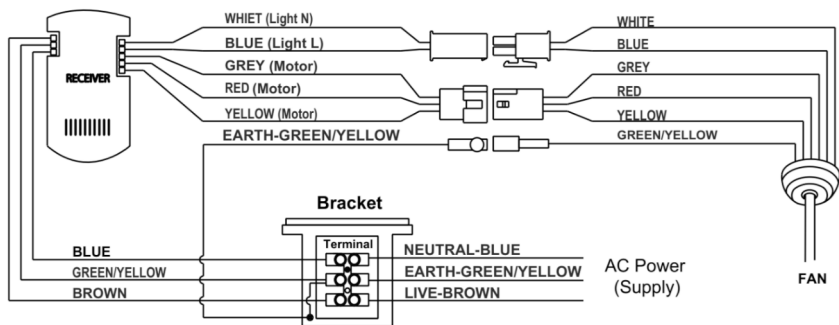 WHIET (Light N)
WHITE
BLUE (Light L)
BLUE
GREY (Motor)
GREY
RECEIVER
RED (Motor)
RED
YELLOW (Motor)
YELLOW
EARTH-GREEN/YELLOW
GREEN/YELLOW
Bracket
Terminal
BLUE
NEUTRAL-BLUE
GREEN/YELLOW
EARTH-GREEN/YELLOW
BROWN
LIVE-BROWN
AC Power
(Supply)
FAN